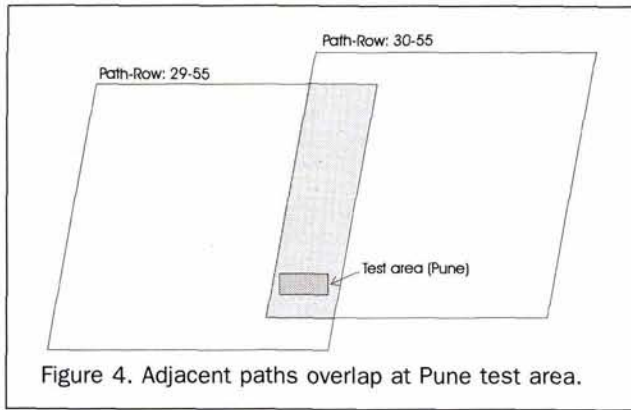 Path-Row: 30-55
Path-Row: 29-55
Test area (Pune)
Figure 4. Adjacent paths overlap at Pune test area.